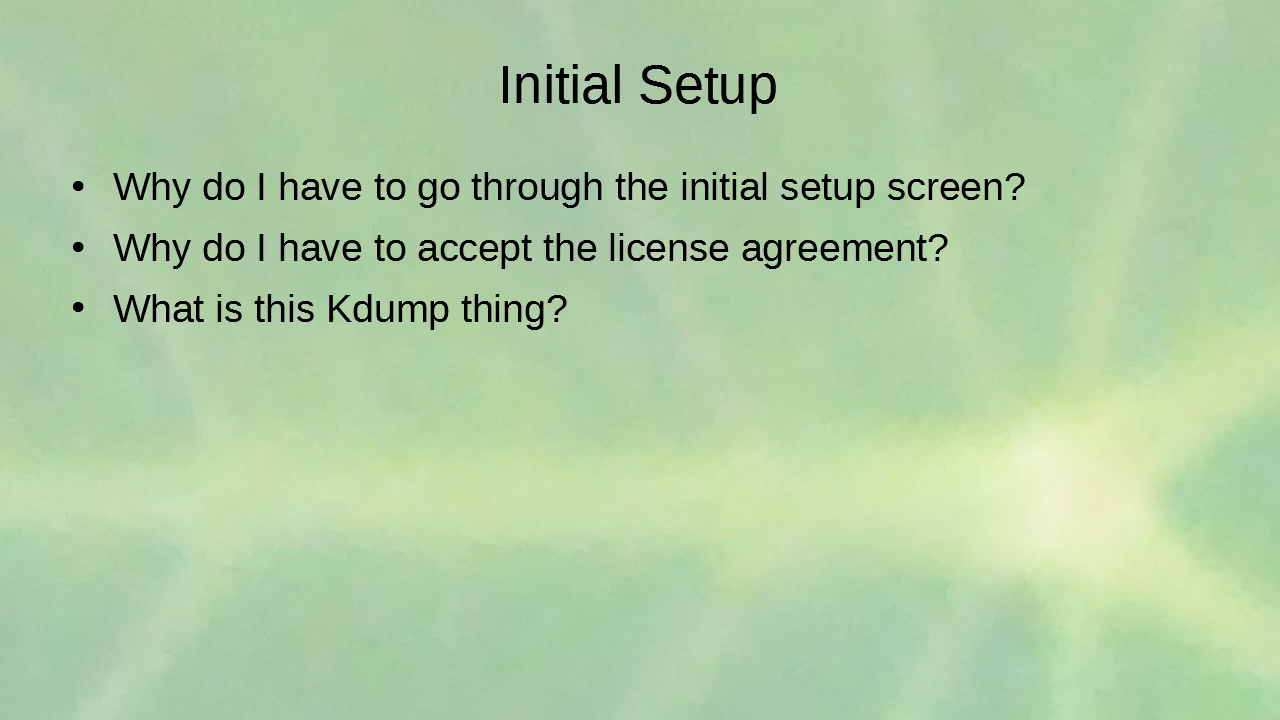 Initial Setup
• Why do I have to go through the initial setup screen?
• Why do I have to accept the license agreement?
• What is this Kdump thing?